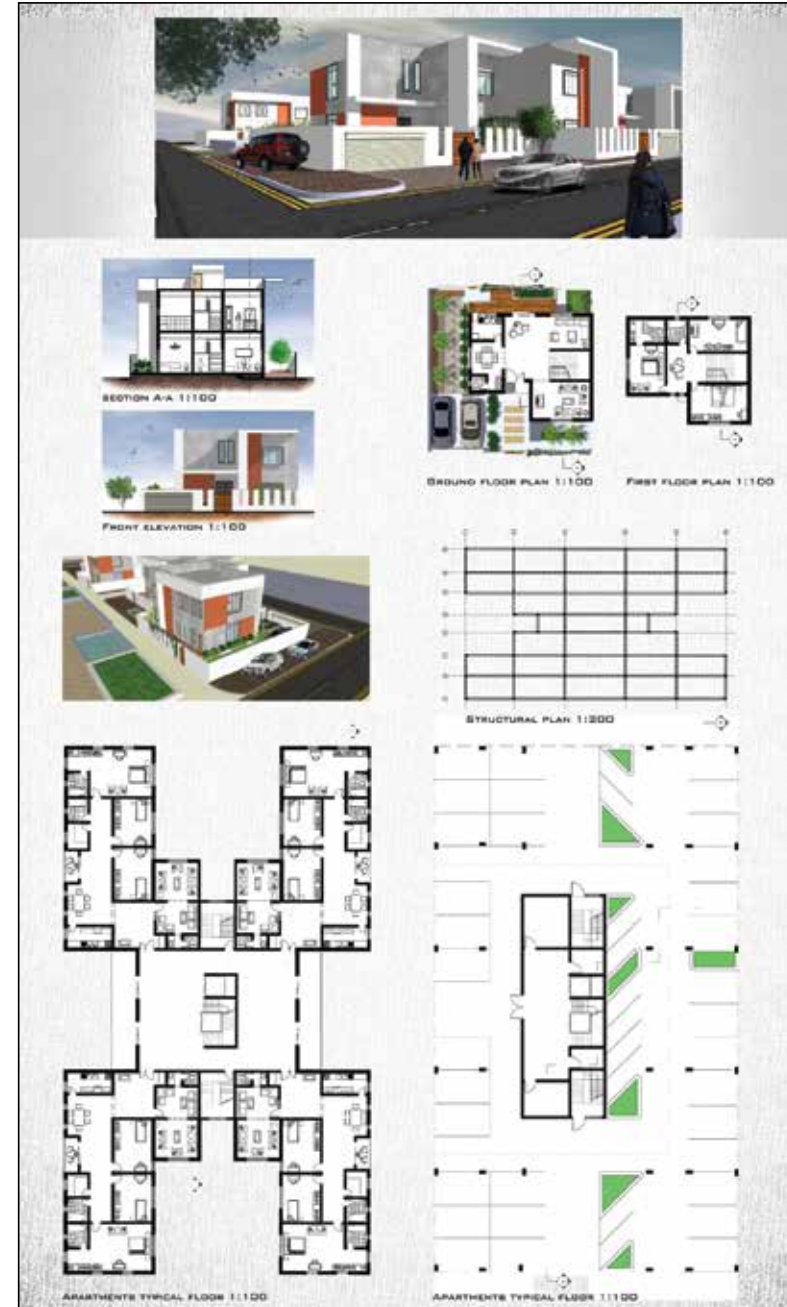 SECTION A-A 1:100
GROUND FLOOR PLAN 1:100
FIRST FLOOR PLAN 1:100
FRONT ELEVATION 1:100
STRUCTURAL PLAN 1:200
APARTMENTS TYPICAL FLOOR 1:100
APARTMENTS TYPICAL FLOOR 1:100